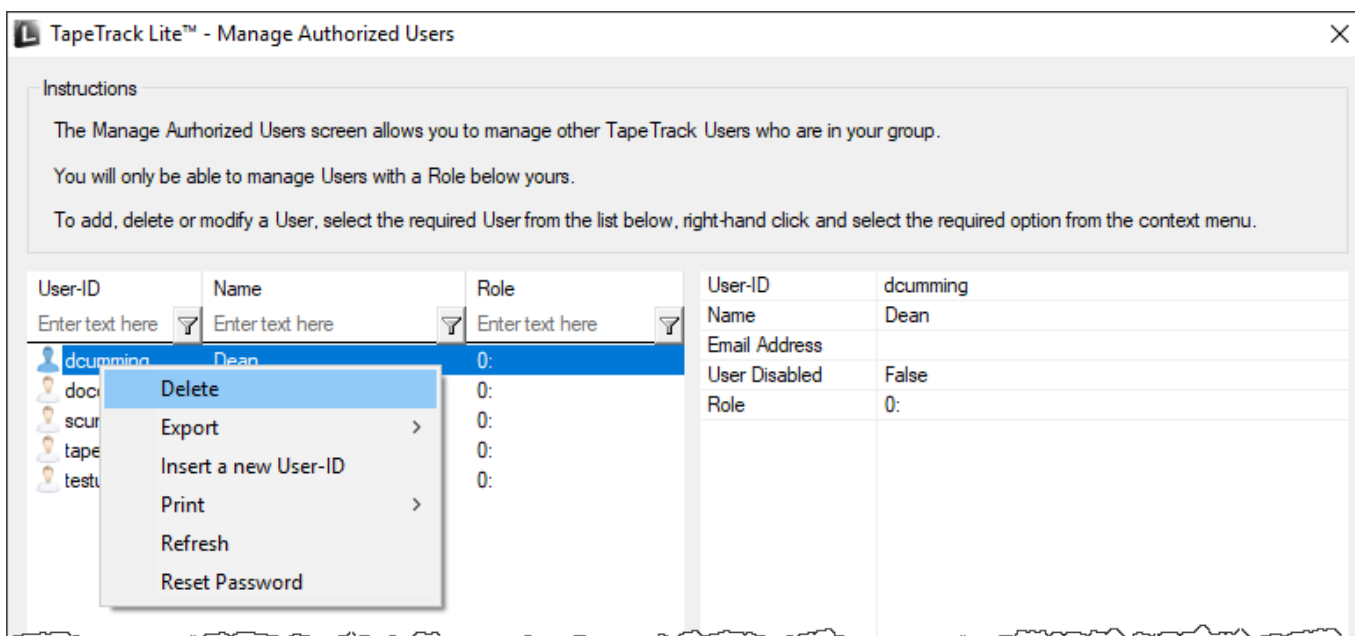 TapeTrack Lite™ - Manage Authorized Users
Instructions
The Manage Aurhorized Users screen allows you to manage other TapeTrack Users who are in your group.
You will only be able to manage Users with a Role below yours.
To add, delete or modify a User, select the required User from the list below, right-hand click and select the required option from the context menu.
User-ID Name Role
Enter text here Enter text here Enter text here
dcumming Dean 0:
0:
0:
0:
0:
Delete
Export
Insert a new User-ID
Print
Refresh
Reset Password
User-ID dcumming
Name Dean
Email Address
User Disabled False
Role 0: